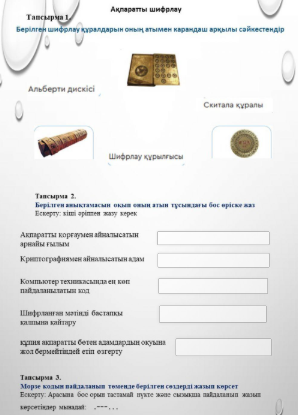 Ақпаратты шифрлау
Тапсырма 1.
Берілген шифрлау құралдарын оның атымен карандаш арқылы сәйкестендір
Альберти дискісі
Скитала құралы
Шифрлау құрылғысы
Тапсырма 2.
Берілген анықтамасын оқып оның атын тұсындағы бос өріске жаз
Ескерту: кіші әріппен жазу керек
Ақпаратты қорғаумен айналысатын
арнайы ғылым
Криптографиямен айналысатын адам
Компьютер техникасында ең көп
пайдаланылатын код
Шифрланған мәтінді бастапқы
қалпына қайтару
құпия ақпаратты бөтен адамдардың оқуына
жол бермейтіндей етіп өзгерту
Тапсырма 3.
Морзе кодын пайдаланып төменде берілген сөздерді жазып көрсет
Ескерту: Арасына бос орын тастамай нүкте және сызықша пайдаланып жазып
көрсетіңдер мынадай: .---...